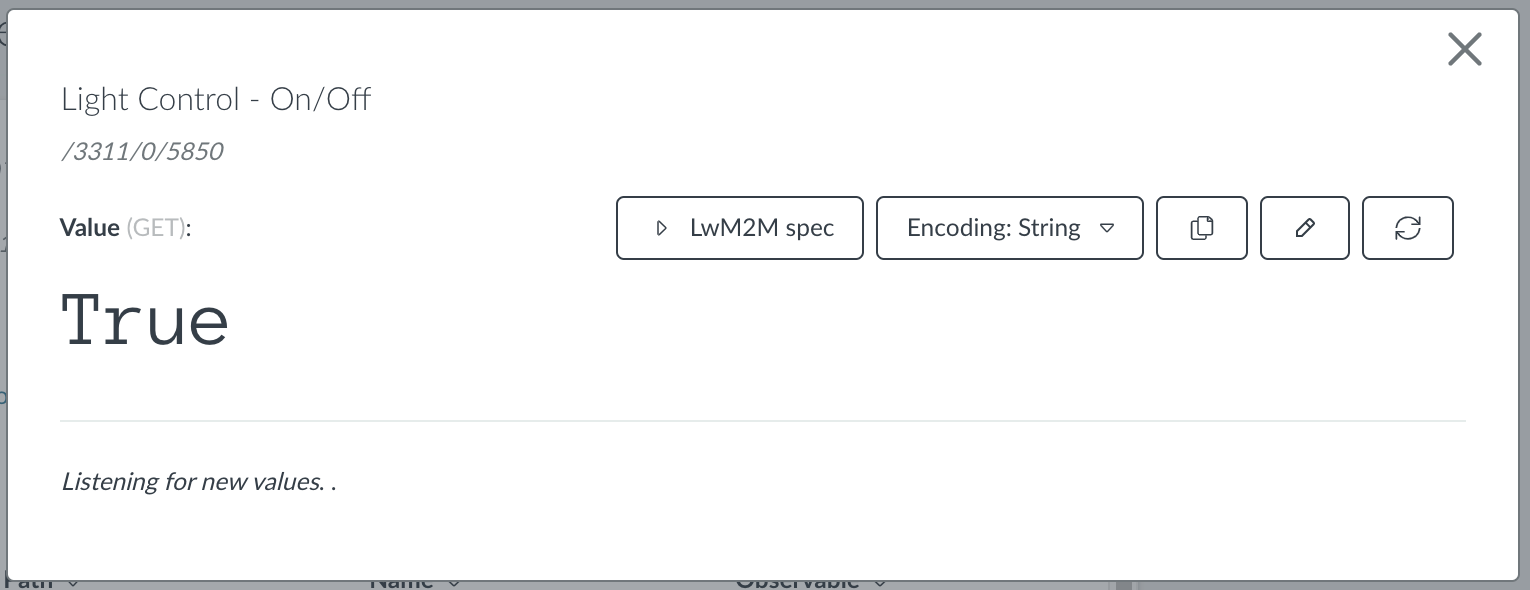 Light Control - On/Off
/3311/0/5850
Value (GET):
LwM2M spec
Encoding: String
True
Listening for new values. .
Path
Name
Observable